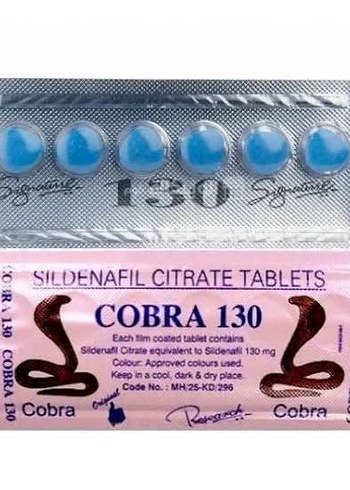 Signature
130
Signature
SILDENAFIL CITRATE TABLETS
COBRA 130
Each film coated tablet contains
Sildenafil Citrate equivalent to Sildenafil 130 mg
Colour: Approved colours used.
Keep in a cool, dark & dry place.
Code No. : MH/25-KD/296
Cobra
Original
Research
Cobra
COBRA 130